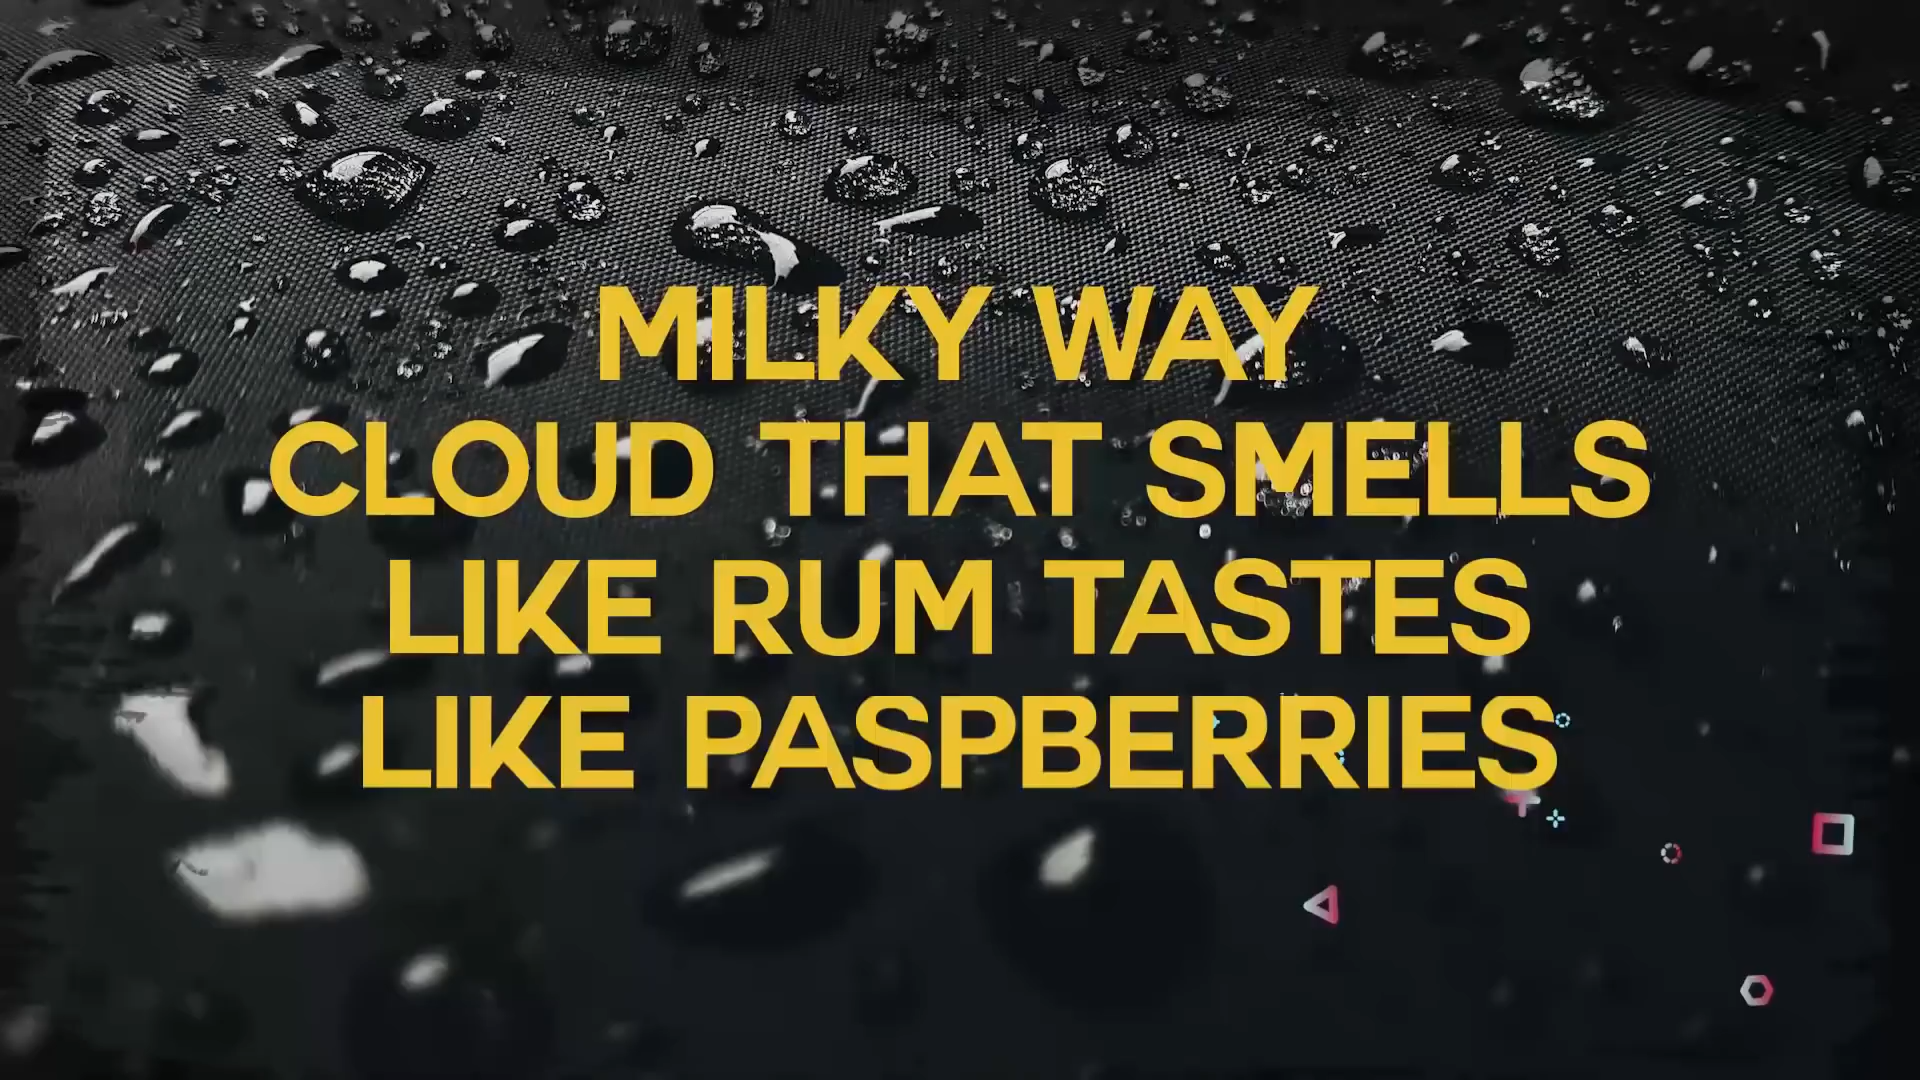 MILKY WAY
CLOUD THAT SMELLS
LIKE RUM TASTES
LIKE PASPBERRIES